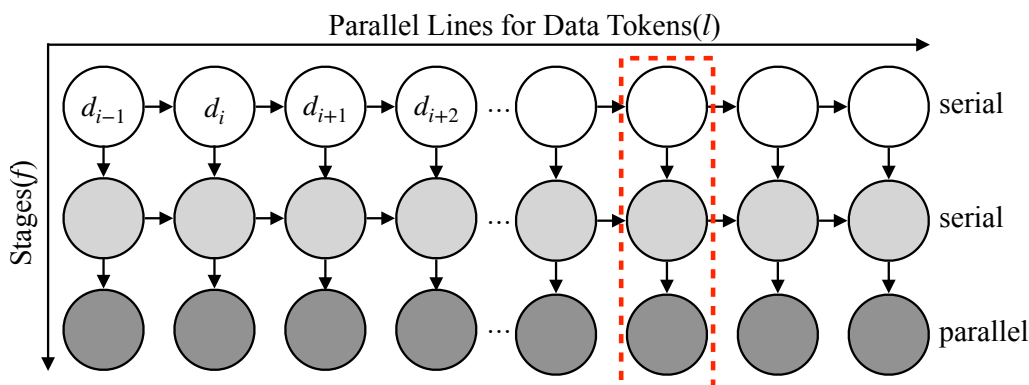 Parallel Lines for Data Tokens(l)
Stages(f)
d_{i−1} d_i d_{i+1} d_{i+2} ... serial
... serial
... parallel